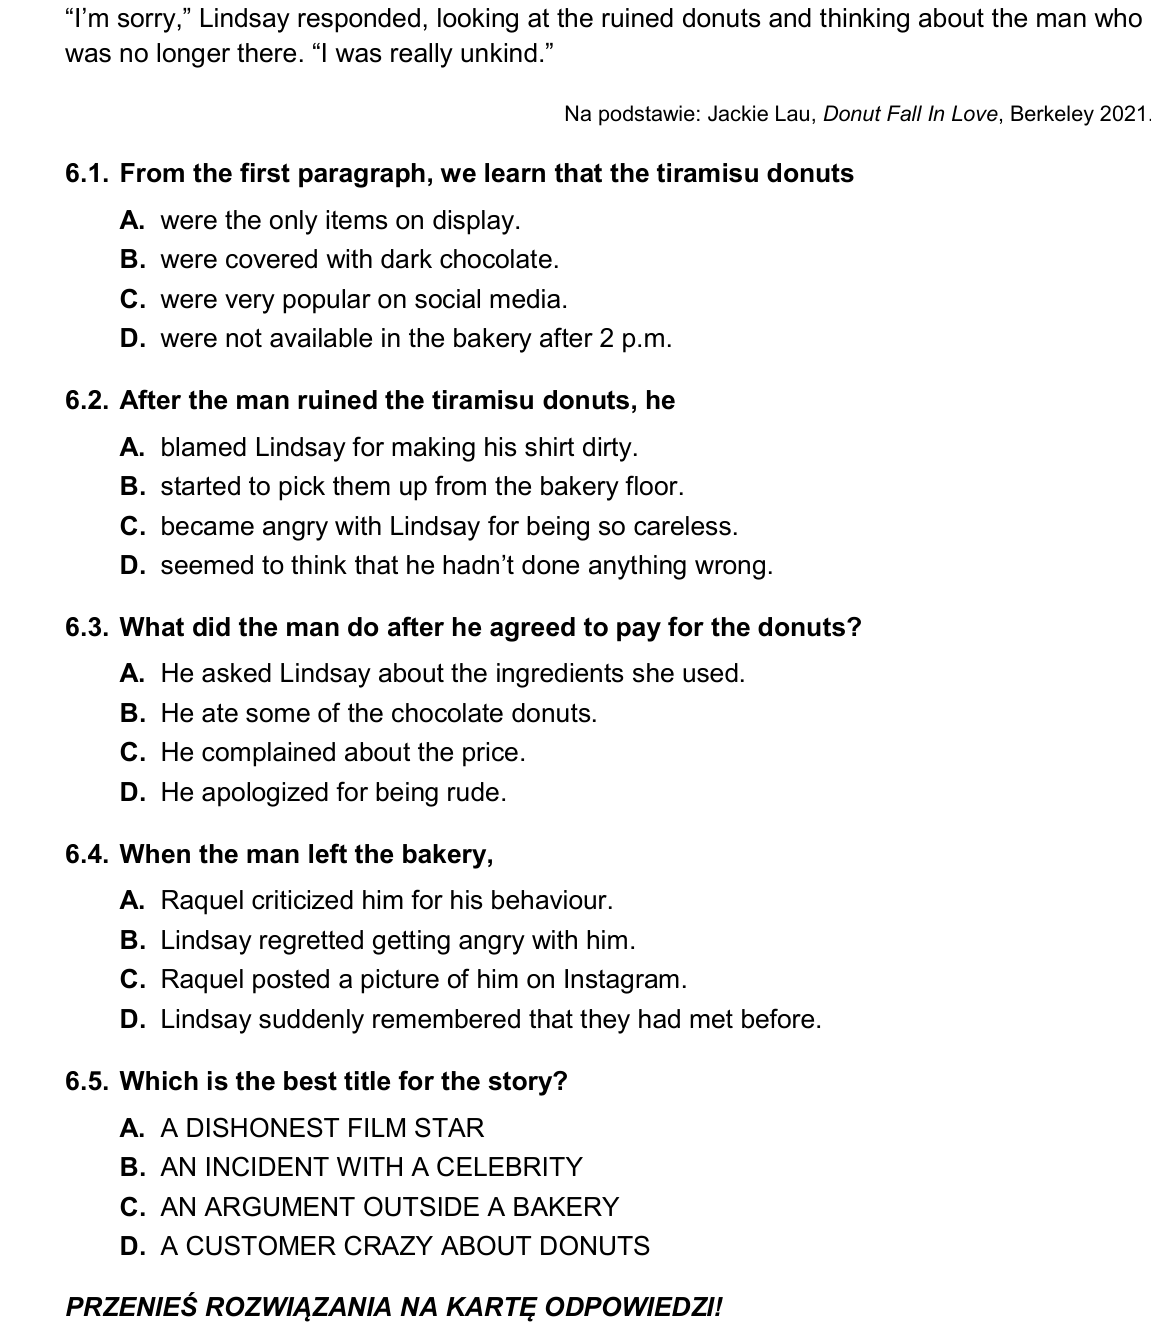 “I’m sorry,” Lindsay responded, looking at the ruined donuts and thinking about the man who
was no longer there. “I was really unkind.”
Na podstawie: Jackie Lau, Donut Fall In Love, Berkeley 2021.
6.1. From the first paragraph, we learn that the tiramisu donuts
A. were the only items on display.
B. were covered with dark chocolate.
C. were very popular on social media.
D. were not available in the bakery after 2 p.m.
6.2. After the man ruined the tiramisu donuts, he
A. blamed Lindsay for making his shirt dirty.
B. started to pick them up from the bakery floor.
C. became angry with Lindsay for being so careless.
D. seemed to think that he hadn’t done anything wrong.
6.3. What did the man do after he agreed to pay for the donuts?
A. He asked Lindsay about the ingredients she used.
B. He ate some of the chocolate donuts.
C. He complained about the price.
D. He apologized for being rude.
6.4. When the man left the bakery,
A. Raquel criticized him for his behaviour.
B. Lindsay regretted getting angry with him.
C. Raquel posted a picture of him on Instagram.
D. Lindsay suddenly remembered that they had met before.
6.5. Which is the best title for the story?
A. A DISHONEST FILM STAR
B. AN INCIDENT WITH A CELEBRITY
C. AN ARGUMENT OUTSIDE A BAKERY
D. A CUSTOMER CRAZY ABOUT DONUTS
PRZENIEŚ ROZWIĄZANIA NA KARTĘ ODPOWIEDZI!